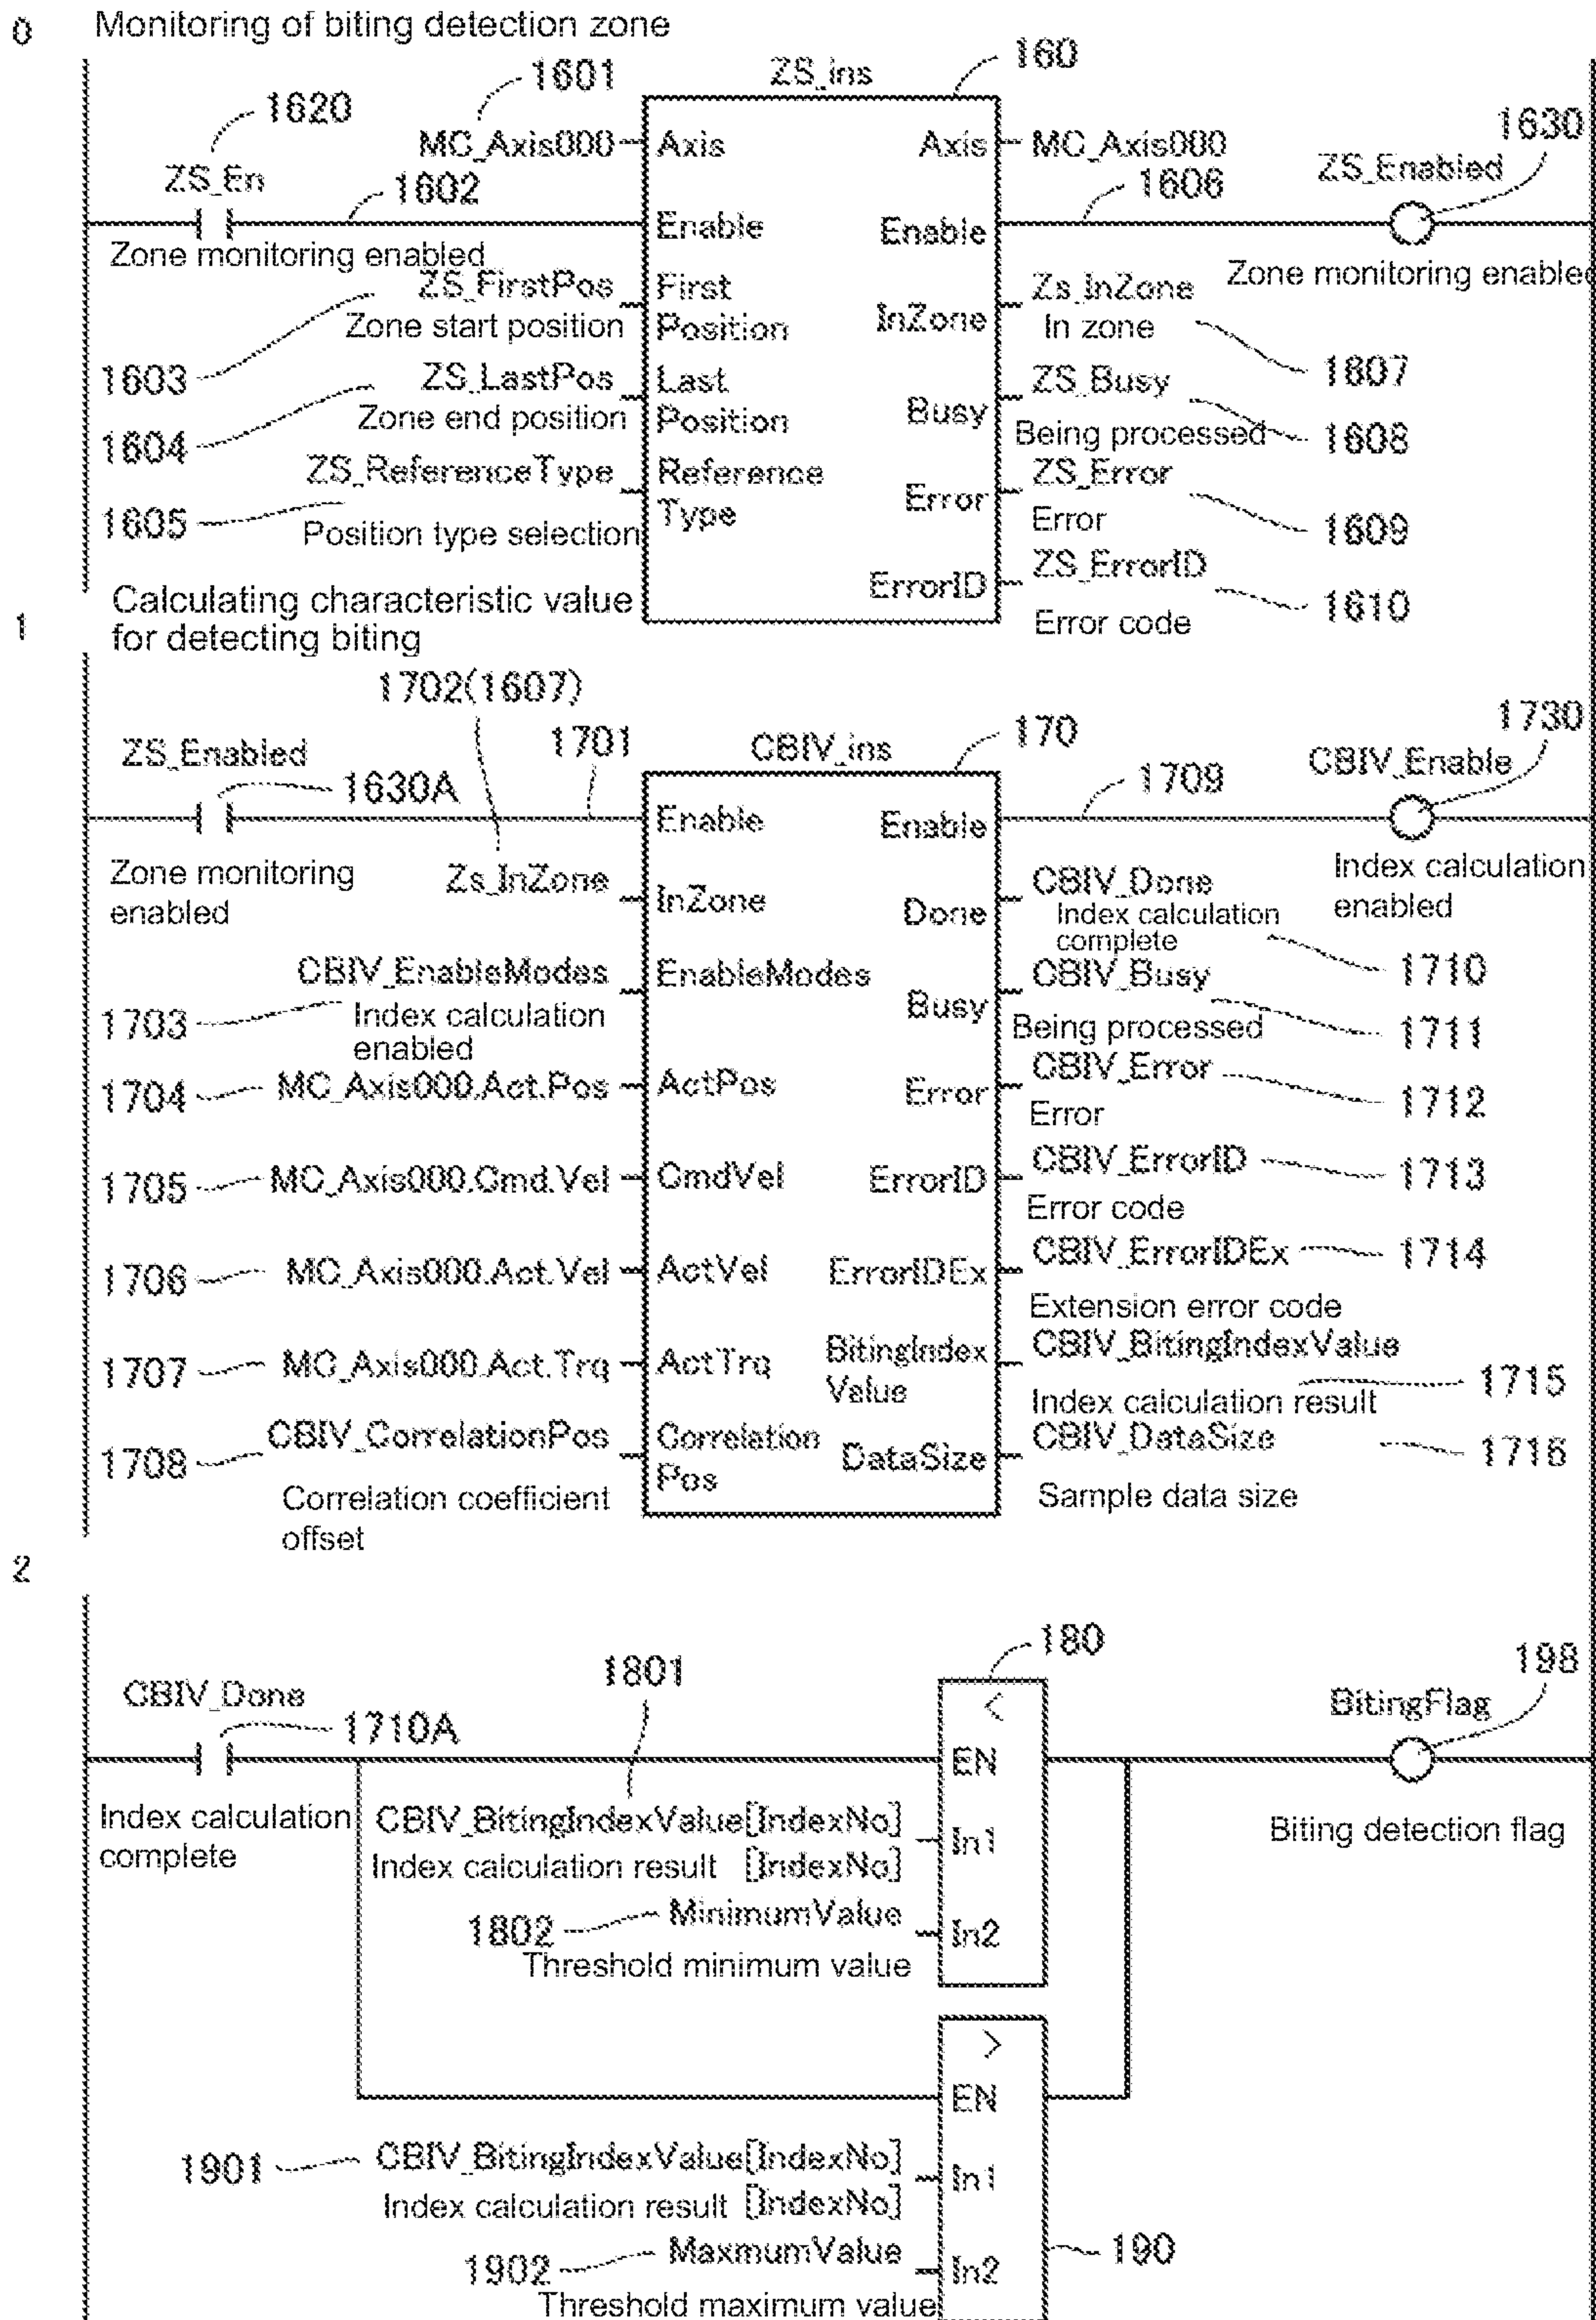 0 Monitoring of biting detection zone
1601
ZS_ins
160
1620
MC_Axis000
Axis
Axis
MC_Axis000
1630
ZS_En
1602
1606
ZS_Enabled
Enable
Enable
Zone monitoring enabled
Zone monitoring enabled
ZS_FirstPos
First
Position
Zs_InZone
Zone start position
InZone
In zone
1603
1607
ZS_LastPos
Last
Position
ZS_Busy
Zone end position
Busy
Being processed
1604
1608
ZS_ReferenceType
Reference
Type
ZS_Error
1605
Position type selection
Error
Error
1609
ZS_ErrorID
ErrorID
1610
Error code
1 Calculating characteristic value
for detecting biting
1702(1607)
1701
CBIV_ins
170
1730
ZS_Enabled
1630A
1709
CBIV_Enable
Enable
Enable
Zone monitoring
enabled
Zs_InZone
InZone
Done
CBIV_Done
Index calculation
complete
Index calculation
enabled
1710
CBIV_EnableModes
EnableModes
Busy
CBIV_Busy
1703
Index calculation
enabled
Being processed
1711
1704
MC_Axis000.Act.Pos
ActPos
Error
CBIV_Error
Error
1712
1705
MC_Axis000.Cmd.Vel
CmdVel
ErrorID
CBIV_ErrorID
1713
Error code
1706
MC_Axis000.Act.Vel
ActVel
ErrorIDEx
CBIV_ErrorIDEx
1714
Extension error code
1707
MC_Axis000.Act.Trq
ActTrq
BitingIndex
Value
CBIV_BitingIndexValue
Index calculation result
1715
1708
CBIV_CorrelationPos
Correlation
Pos
DataSize
CBIV_DataSize
1716
Correlation coefficient
offset
Sample data size
2
1801
180
198
CBIV_Done
1710A
<
BitingFlag
EN
Index calculation
complete
CBIV_BitingIndexValue[IndexNo]
In1
Index calculation result [IndexNo]
Biting detection flag
1802
MinimumValue
In2
Threshold minimum value
>
EN
1901
CBIV_BitingIndexValue[IndexNo]
In1
Index calculation result [IndexNo]
1902
MaxmumValue
In2
190
Threshold maximum value